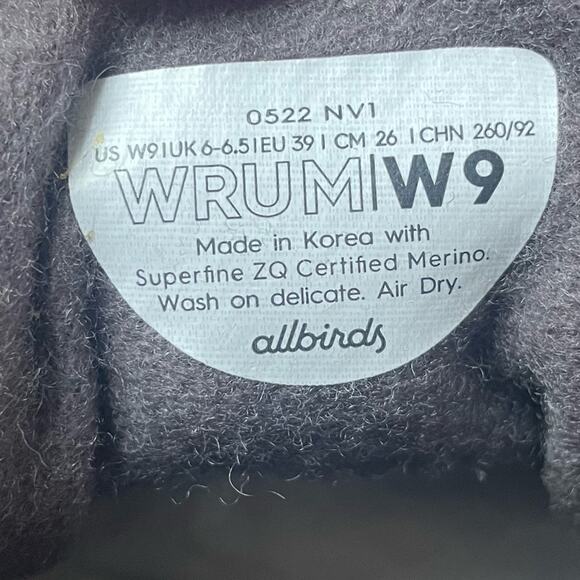 0522 NV1
US W9 | UK 6-6.5 | EU 39 | CM 26 | CHN 260/92
WRUM|W9
Made in Korea with
Superfine ZQ Certified Merino.
Wash on delicate. Air Dry.
allbirds